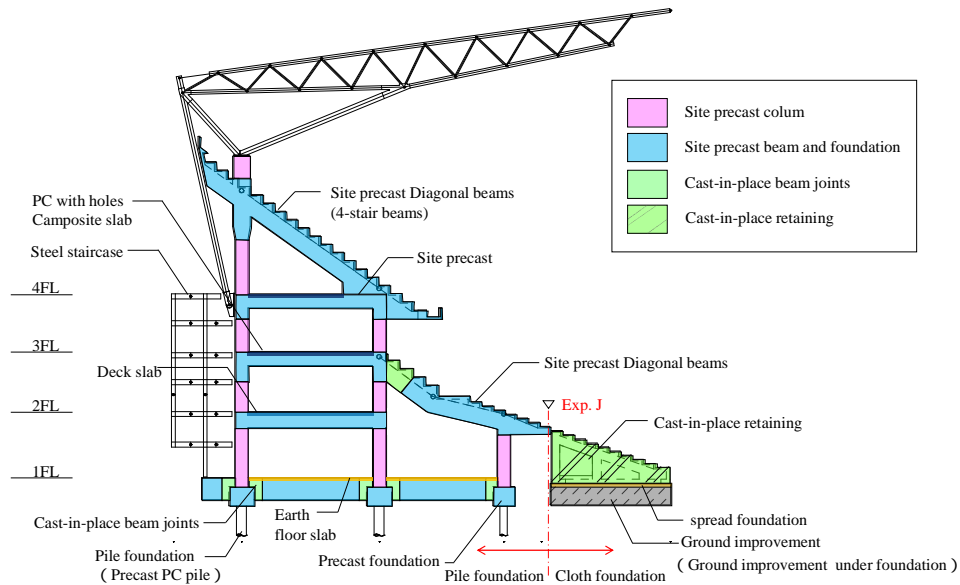 Site precast colum
Site precast beam and foundation
Cast-in-place beam joints
Cast-in-place retaining
PC with holes
Camposite slab
Steel staircase
Site precast Diagonal beams
(4-stair beams)
Site precast
4FL
3FL
Deck slab
Site precast Diagonal beams
2FL
Exp. J
Cast-in-place retaining
1FL
Cast-in-place beam joints
Earth
floor slab
spread foundation
Pile foundation
( Precast PC pile)
Precast foundation
Ground improvement
( Ground improvement under foundation)
Pile foundation
Cloth foundation